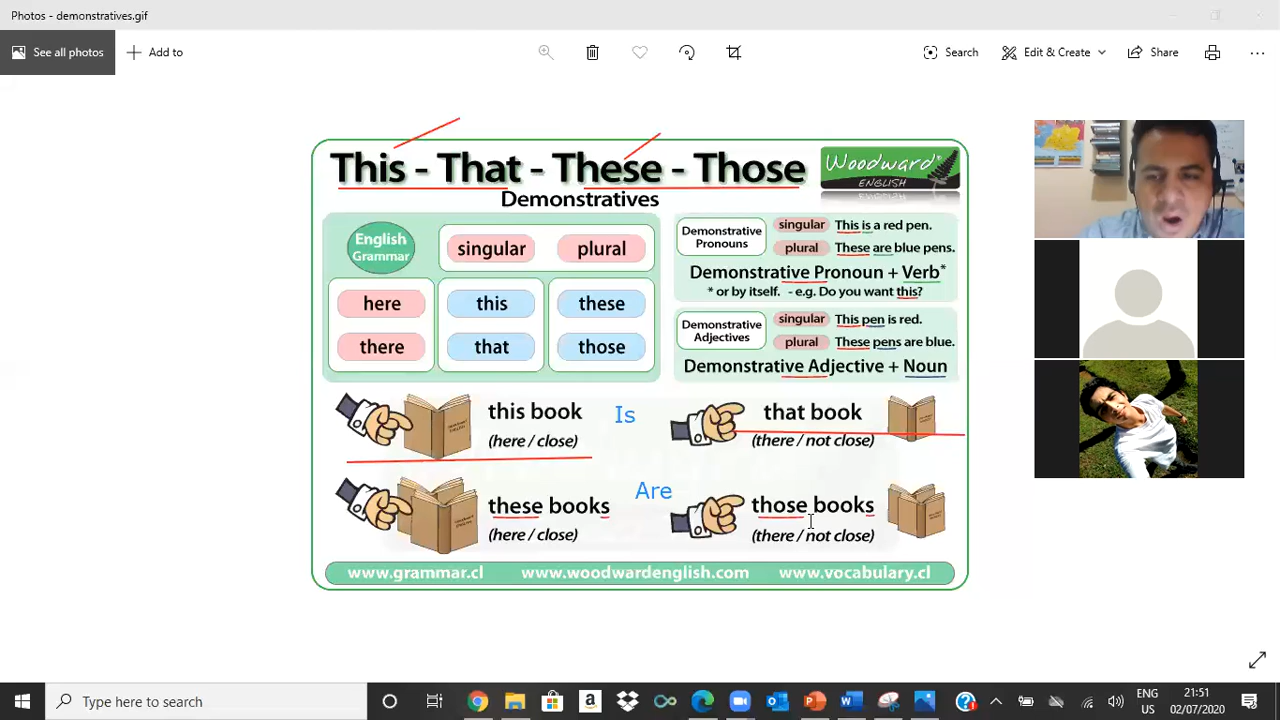 Photos - demonstratives.gif
See all photos
Add to
Search
Edit & Create
Share
This - That - These - Those
Demonstratives
Woodward®
ENGLISH
English
Grammar
singular
plural
here
this
these
there
that
those
Demonstrative
Pronouns
singular
This is a red pen.
plural
These are blue pens.
Demonstrative Pronoun + Verb*
* or by itself. - e.g. Do you want this?
Demonstrative
Adjectives
singular
This pen is red.
plural
These pens are blue.
Demonstrative Adjective + Noun
this book
(here / close)
Is
that book
(there / not close)
these books
(here / close)
Are
those books
(there / not close)
www.grammar.cl
www.woodwardenglish.com
www.vocabulary.cl
Type here to search
ENG
US
21:51
02/07/2020